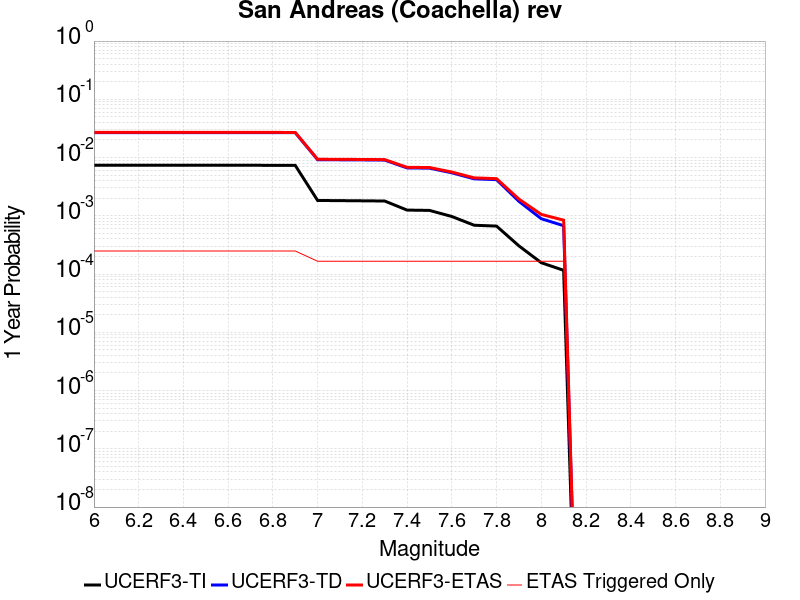 San Andreas (Coachella) rev
10^0
10^-1
10^-2
10^-3
10^-4
10^-5
10^-6
10^-7
10^-8
1 Year Probability
6 6.2 6.4 6.6 6.8 7 7.2 7.4 7.6 7.8 8 8.2 8.4 8.6 8.8 9
Magnitude
UCERF3-TI UCERF3-TD UCERF3-ETAS ETAS Triggered Only